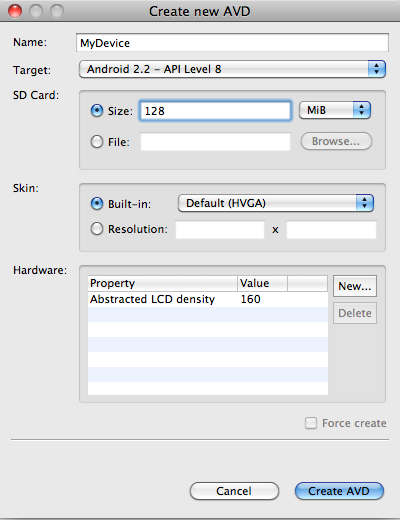 Create new AVD
Name: MyDevice
Target: Android 2.2 – API Level 8
SD Card:
Size: 128 MiB
File: Browse...
Skin:
Built-in: Default (HVGA)
Resolution: x
Hardware:
Property Value New...
Abstracted LCD density 160
Delete
Force create
Cancel Create AVD